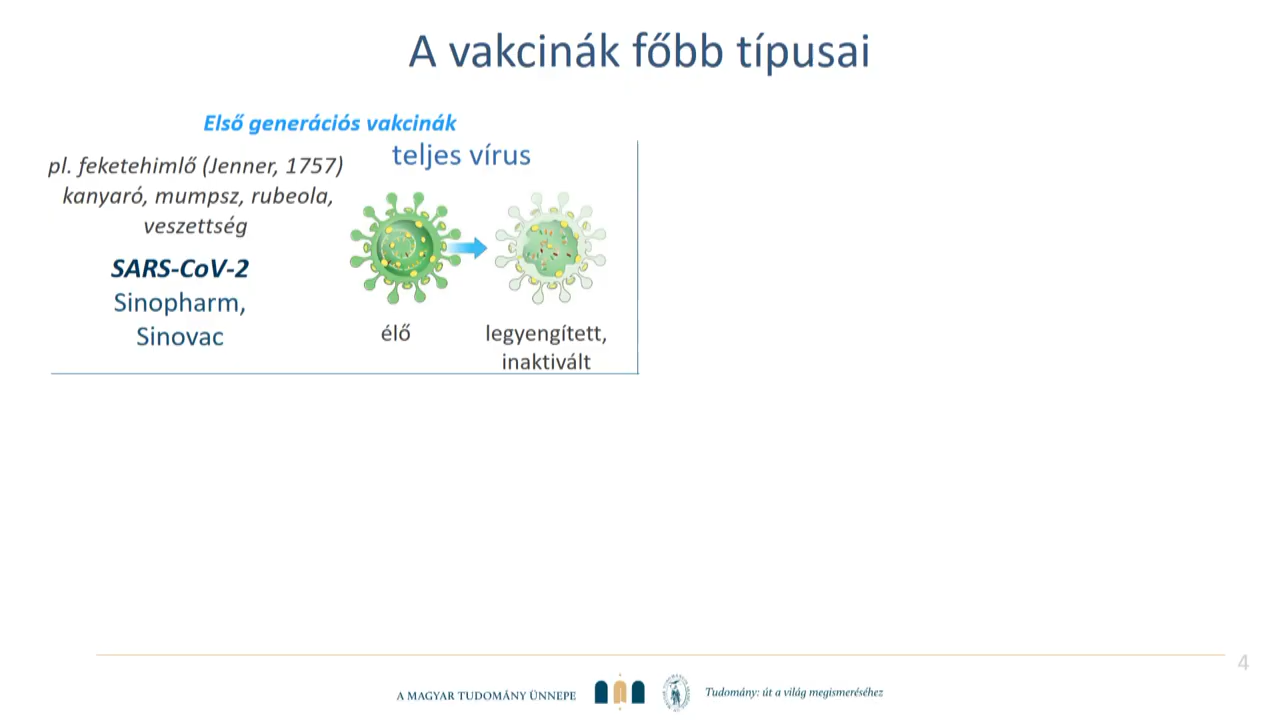 A vakcinák főbb típusai
Első generációs vakcinák
pl. feketehimlő (Jenner, 1757)
kanyaró, mumpsz, rubeola,
veszettség
SARS-CoV-2
Sinopharm,
Sinovac
teljes vírus
élő
legyengített,
inaktivált
4
A MAGYAR TUDOMÁNY ÜNNEPE
Tudomány: út a világ megismeréséhez